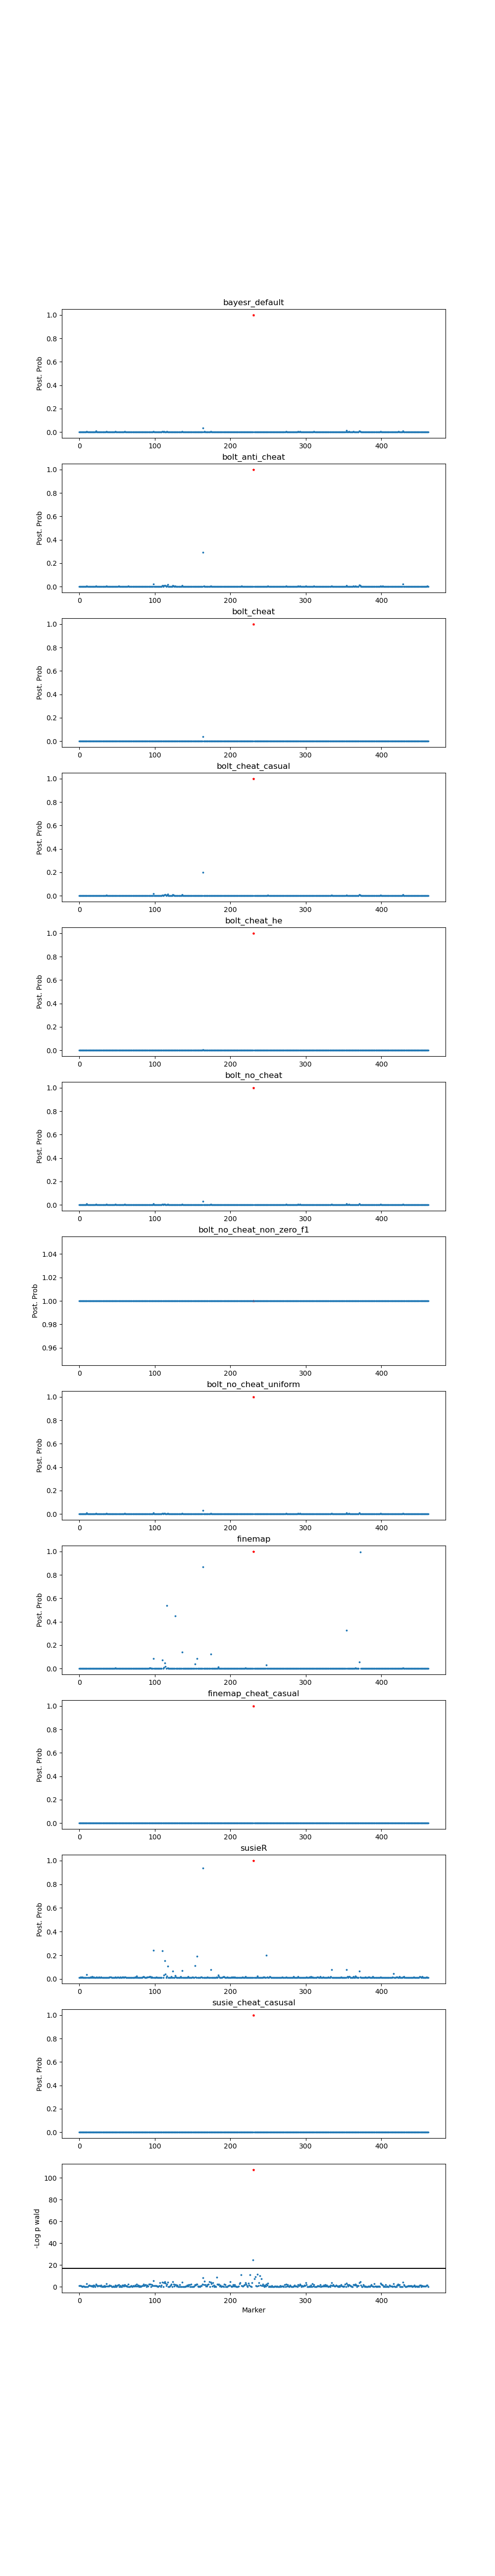 bayesr_default
1.0
0.8
0.6
0.4
0.2
0.0
Post. Prob
0 100 200 300 400
bolt_anti_cheat
1.0
0.8
0.6
0.4
0.2
0.0
Post. Prob
0 100 200 300 400
bolt_cheat
1.0
0.8
0.6
0.4
0.2
0.0
Post. Prob
0 100 200 300 400
bolt_cheat_casual
1.0
0.8
0.6
0.4
0.2
0.0
Post. Prob
0 100 200 300 400
bolt_cheat_he
1.0
0.8
0.6
0.4
0.2
0.0
Post. Prob
0 100 200 300 400
bolt_no_cheat
1.0
0.8
0.6
0.4
0.2
0.0
Post. Prob
0 100 200 300 400
bolt_no_cheat_non_zero_f1
1.04
1.02
1.00
0.98
0.96
Post. Prob
0 100 200 300 400
bolt_no_cheat_uniform
1.0
0.8
0.6
0.4
0.2
0.0
Post. Prob
0 100 200 300 400
finemap
1.0
0.8
0.6
0.4
0.2
0.0
Post. Prob
0 100 200 300 400
finemap_cheat_casual
1.0
0.8
0.6
0.4
0.2
0.0
Post. Prob
0 100 200 300 400
susieR
1.0
0.8
0.6
0.4
0.2
0.0
Post. Prob
0 100 200 300 400
susie_cheat_casusal
1.0
0.8
0.6
0.4
0.2
0.0
Post. Prob
0 100 200 300 400
100
80
60
40
20
0
-Log p wald
0 100 200 300 400
Marker